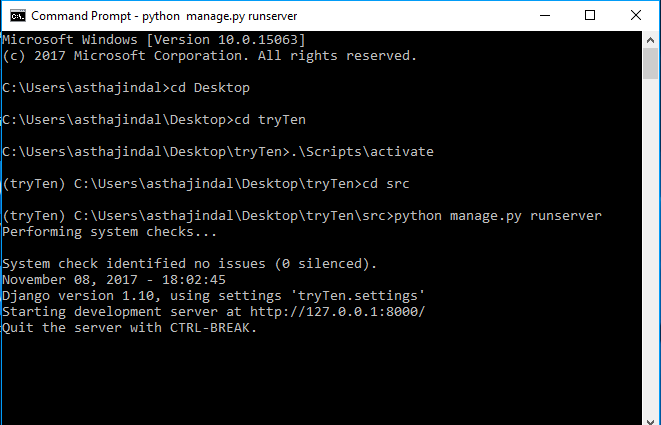 Command Prompt - python  manage.py runserver
Microsoft Windows [Version 10.0.15063]
(c) 2017 Microsoft Corporation. All rights reserved.
C:\Users\asthajindal>cd Desktop
C:\Users\asthajindal\Desktop>cd tryTen
C:\Users\asthajindal\Desktop\tryTen>.\Scripts\activate
(tryTen) C:\Users\asthajindal\Desktop\tryTen>cd src
(tryTen) C:\Users\asthajindal\Desktop\tryTen\src>python manage.py runserver
Performing system checks...
System check identified no issues (0 silenced).
November 08, 2017 - 18:02:45
Django version 1.10, using settings 'tryTen.settings'
Starting development server at http://127.0.0.1:8000/
Quit the server with CTRL-BREAK.